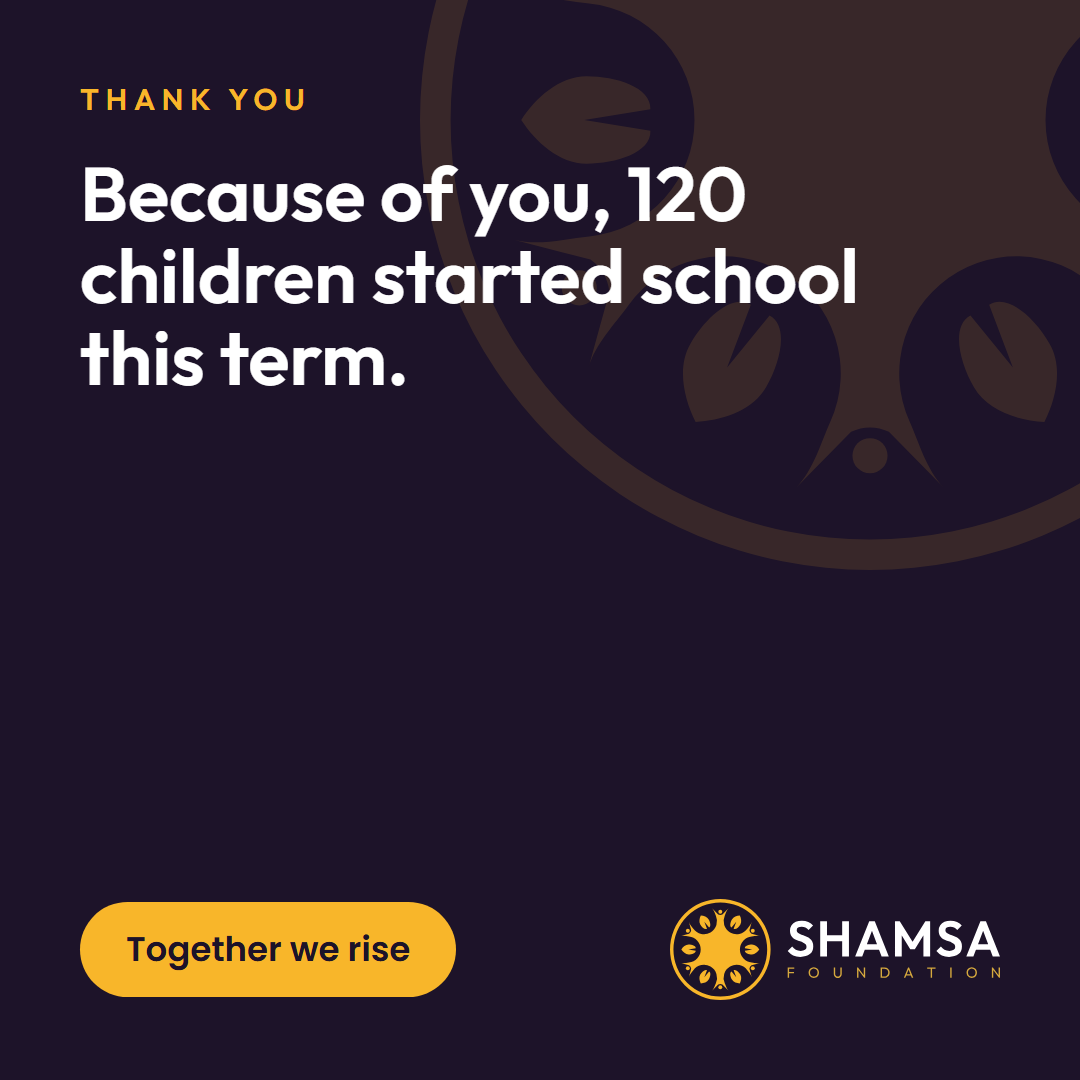 THANK YOU
Because of you, 120
children started school
this term.
Together we rise
SHAMSA
FOUNDATION